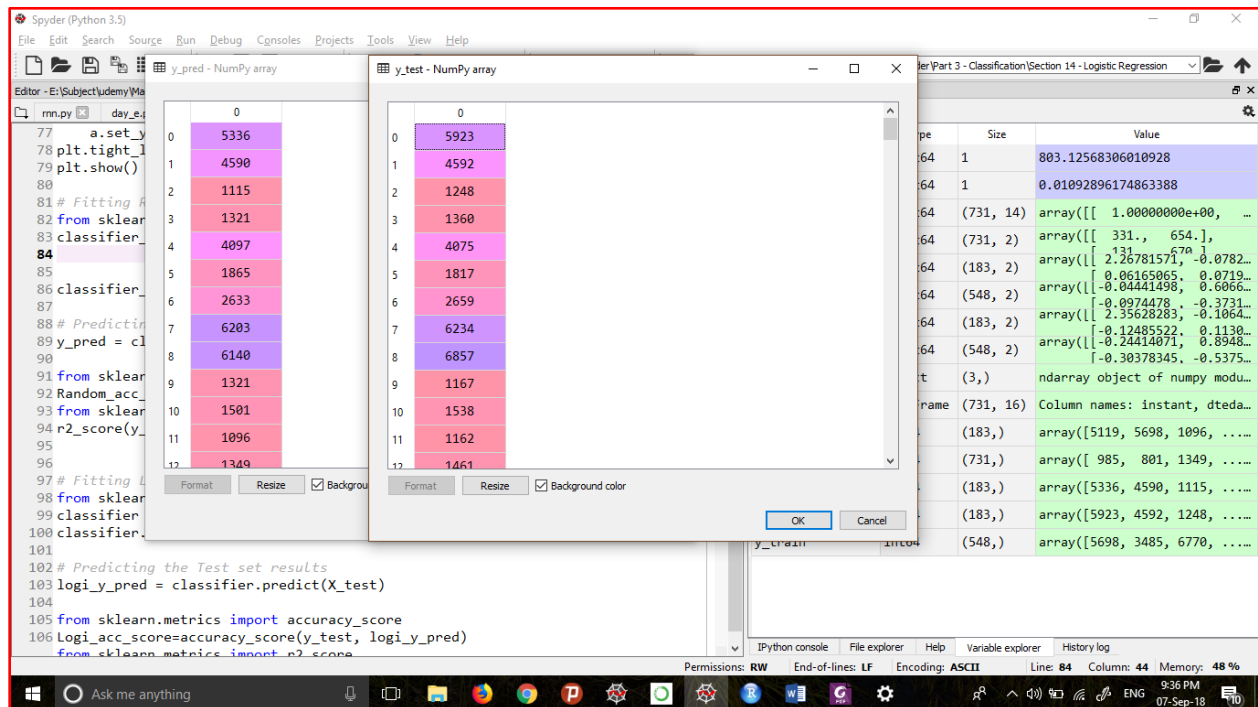 Spyder (Python 3.5)
File Edit Search Source Run Debug Consoles Projects Tools View Help
y_pred - NumPy array
y_test - NumPy array
der\Part 3 - Classification\Section 14 - Logistic Regression
Editor - E:\Subject\udemy\Ma
rnn.py day_e.p
77 a.set_y
78 plt.tight_l
79 plt.show()
80
81 # Fitting R
82 from sklear
83 classifier_
84
85
86 classifier_
87
88 # Predictin
89 y_pred = cl
90
91 from sklear
92 Random_acc_
93 from sklear
94 r2_score(y_
95
96
97 # Fitting L
98 from sklear
99 classifier
100 classifier.
101
102 # Predicting the Test set results
103 logi_y_pred = classifier.predict(X_test)
104
105 from sklearn.metrics import accuracy_score
106 Logi_acc_score=accuracy_score(y_test, logi_y_pred)
from sklearn.metrics import r2_score
0
0 5336
1 4590
2 1115
3 1321
4 4097
5 1865
6 2633
7 6203
8 6140
9 1321
10 1501
11 1096
12 1349
Format Resize Backgrou
0
0 5923
1 4592
2 1248
3 1360
4 4075
5 1817
6 2659
7 6234
8 6857
9 1167
10 1538
11 1162
12 1461
Format Resize Background color
OK Cancel
pe Size Value
64 1 803.12568306010928
64 1 0.01092896174863388
64 (731, 14) array([[ 1.00000000e+00, …
64 (731, 2) array([[ 331., 654.],
[ 131., 670.]
64 (183, 2) array([[ 2.26781571, -0.0782…
[ 0.06165065, 0.0719…
64 (548, 2) array([[-0.04441498, 0.6066…
[-0.0974478 , -0.3731…
64 (183, 2) array([[ 2.35628283, -0.1064…
[-0.12485522, 0.1130…
64 (548, 2) array([[-0.24414071, 0.8948…
[-0.30378345, -0.5375…
t (3,) ndarray object of numpy modu…
rame (731, 16) Column names: instant, dteda…
(183,) array([5119, 5698, 1096, ...…
(731,) array([ 985, 801, 1349, ...…
(183,) array([5336, 4590, 1115, ...…
(183,) array([5923, 4592, 1248, ...…
y_train int64 (548,) array([5698, 3485, 6770, ...…
IPython console File explorer Help Variable explorer History log
Permissions: RW End-of-lines: LF Encoding: ASCII Line: 84 Column: 44 Memory: 48 %
Ask me anything
ENG
9:36 PM
07-Sep-18